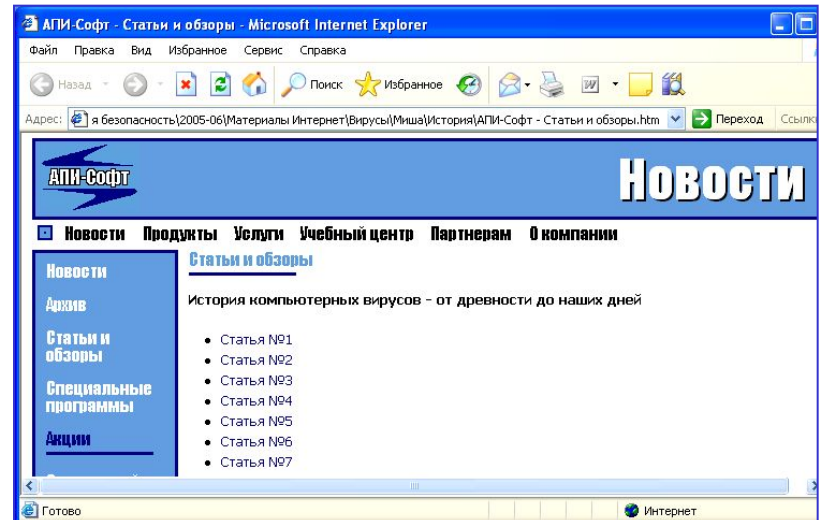 АПИ-Софт - Статьи и обзоры - Microsoft Internet Explorer
Файл Правка Вид Избранное Сервис Справка
Назад Поиск Избранное
Адрес: я безопасность\2005-06\Материалы Интернет\Вирусы\Миша\История\АПИ-Софт - Статьи и обзоры.htm Переход Ссылк
АПИ-Софт
Новости
Новости Продукты Услуги Учебный центр Партнерам О компании
Новости
Архив
Статьи и
обзоры
Специальные
программы
Акции
Статьи и обзоры
История компьютерных вирусов - от древности до наших дней
Статья №1
Статья №2
Статья №3
Статья №4
Статья №5
Статья №6
Статья №7
Готово Интернет